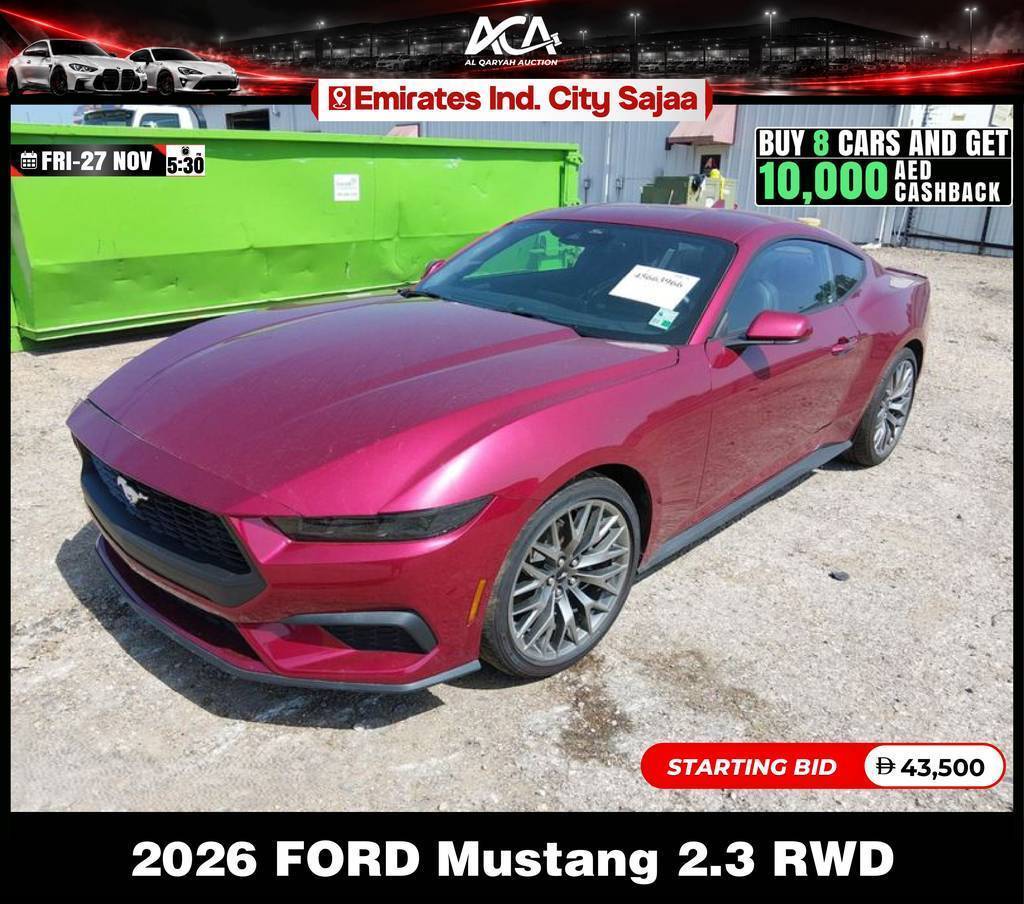 ACA
AL QARYAH AUCTION
Emirates Ind. City Sajaa
FRI-27 NOV
5:30
BUY 8 CARS AND GET
10,000 AED CASHBACK
45663966
STARTING BID
43,500
2026 FORD Mustang 2.3 RWD